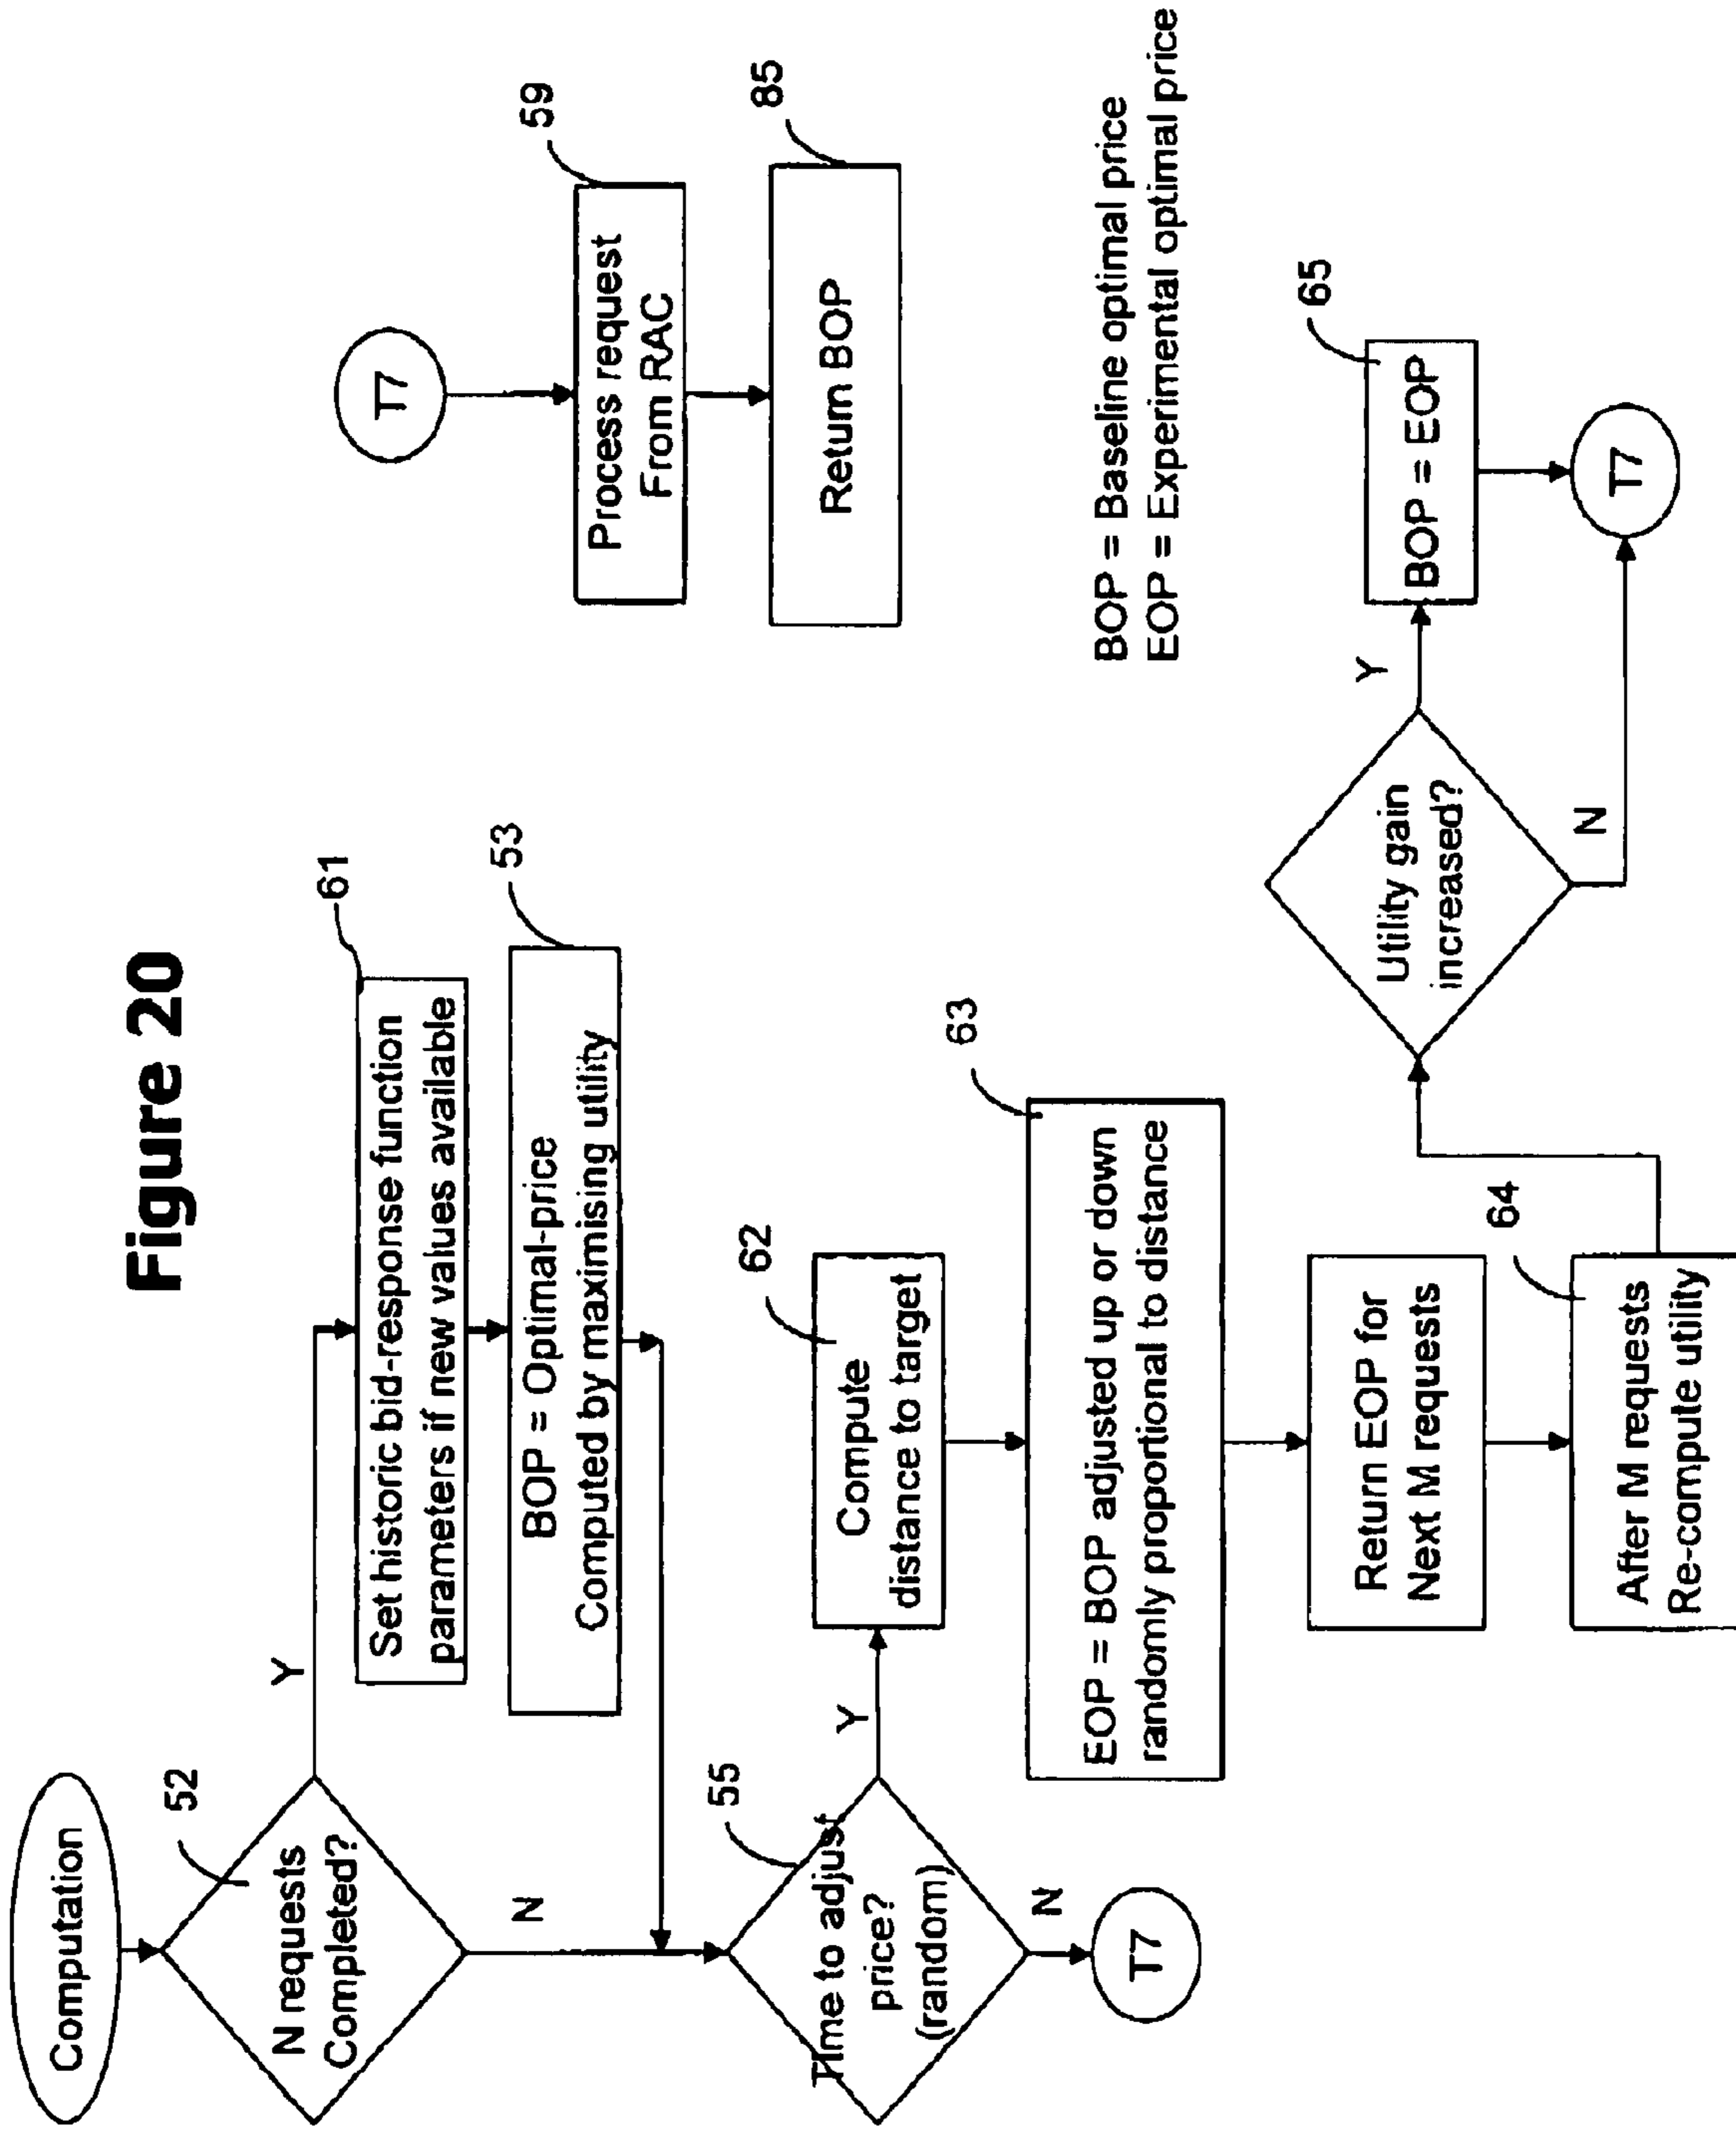 Figure 20
Computation
52
N requests
Completed?
Y
N
61
Set historic bid-response function
parameters if new values available
53
BOP = Optimal-price
Computed by maximising utility
55
Time to adjust
price?
(random)
Y
N
T7
62
Compute
distance to target
63
EOP = BOP adjusted up or down
randomly proportional to distance
Return EOP for
Next M requests
64
After M requests
Re-compute utility
Utility gain
increased?
Y
N
65
BOP = EOP
T7
T7
59
Process request
From RAC
85
Return BOP
BOP = Baseline optimal price
EOP = Experimental optimal price